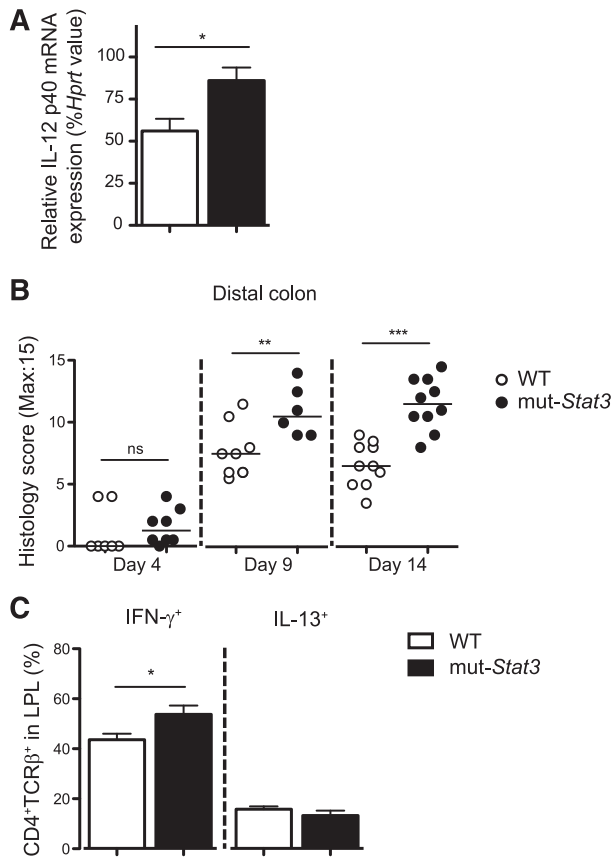 A
Relative IL-12 p40 mRNA
expression (%Hprt value)
100
75
50
25
0
*
B
Distal colon
Histology score (Max:15)
15
10
5
0
ns
**
***
Day 4
Day 9
Day 14
WT
mut-Stat3
C
IFN-γ⁺
IL-13⁺
CD4⁺TCRβ⁺ in LPL (%)
80
60
40
20
0
*
WT
mut-Stat3